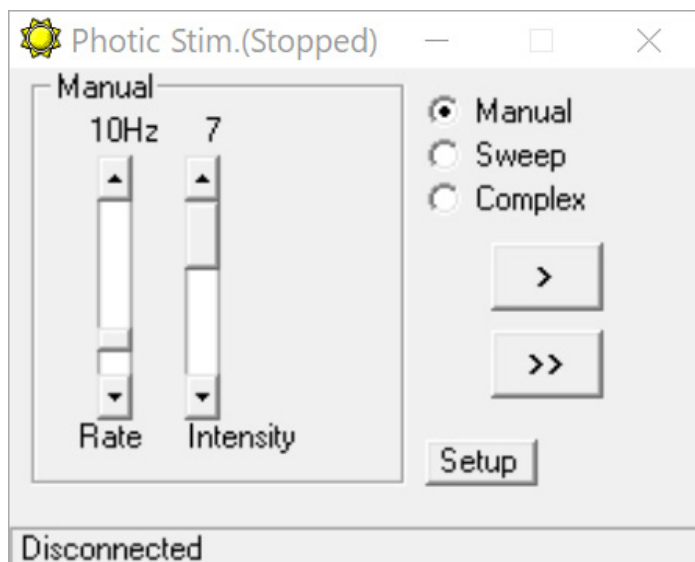 Photic Stim.(Stopped)
Manual
10Hz 7
Rate Intensity
Manual
Sweep
Complex
>
>>
Setup
Disconnected